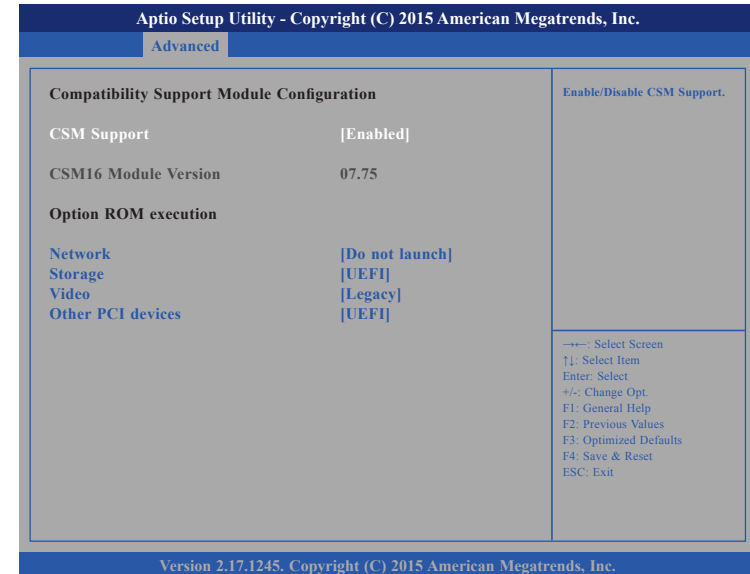 Aptio Setup Utility - Copyright (C) 2015 American Megatrends, Inc.
Advanced
Compatibility Support Module Configuration
CSM Support [Enabled]
CSM16 Module Version 07.75
Option ROM execution
Network [Do not launch]
Storage [UEFI]
Video [Legacy]
Other PCI devices [UEFI]
Enable/Disable CSM Support.
→←: Select Screen
↑↓: Select Item
Enter: Select
+/-: Change Opt.
F1: General Help
F2: Previous Values
F3: Optimized Defaults
F4: Save & Reset
ESC: Exit
Version 2.17.1245. Copyright (C) 2015 American Megatrends, Inc.